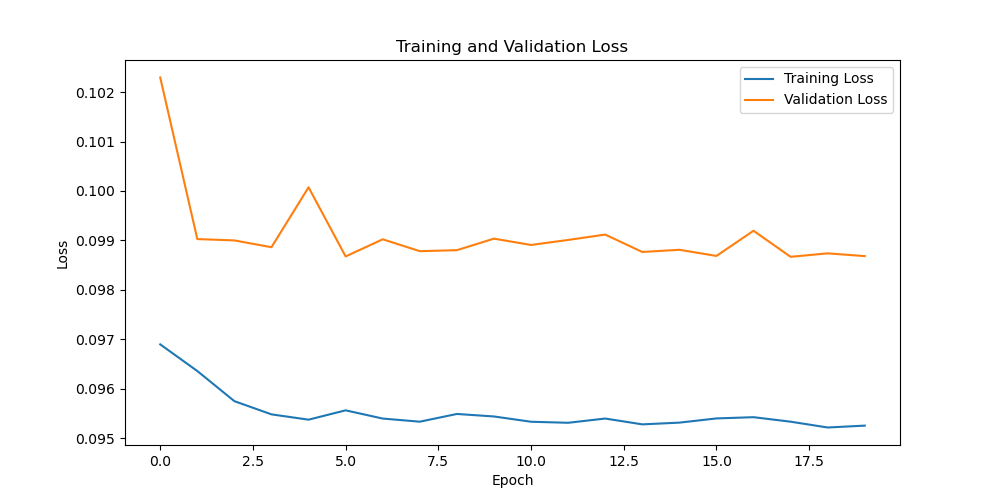 Training and Validation Loss
Training Loss
Validation Loss
0.102
0.101
0.100
0.099
0.098
0.097
0.096
0.095
Loss
0.0 2.5 5.0 7.5 10.0 12.5 15.0 17.5
Epoch